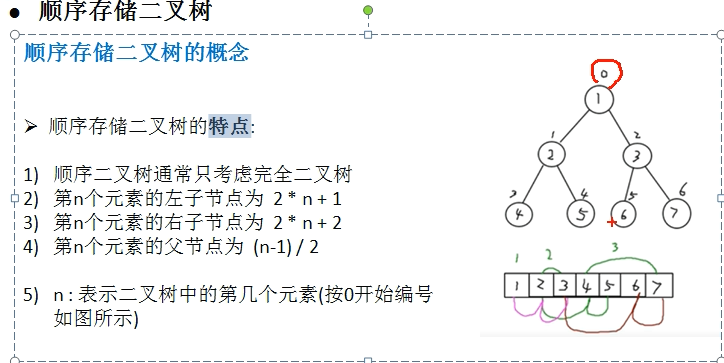 ● 顺序存储二叉树
顺序存储二叉树的概念
➢ 顺序存储二叉树的特点:
1) 顺序二叉树通常只考虑完全二叉树
2) 第n个元素的左子节点为 2 * n + 1
3) 第n个元素的右子节点为 2 * n + 2
4) 第n个元素的父节点为 (n-1) / 2
5) n : 表示二叉树中的第几个元素(按0开始编号
如图所示)
0
1
1 2
2 3
3 4 5 6
4 5 6 7
1 2 3
1 2 3 4 5 6 7